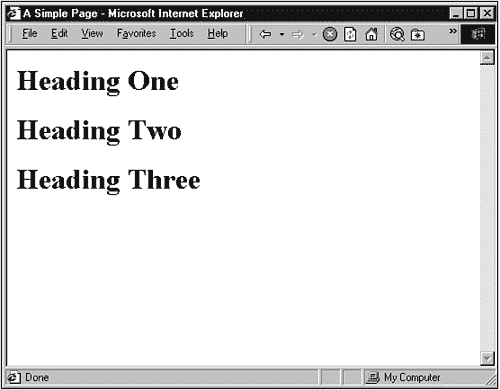 A Simple Page - Microsoft Internet Explorer
File Edit View Favorites Tools Help »
Heading One
Heading Two
Heading Three
Done My Computer